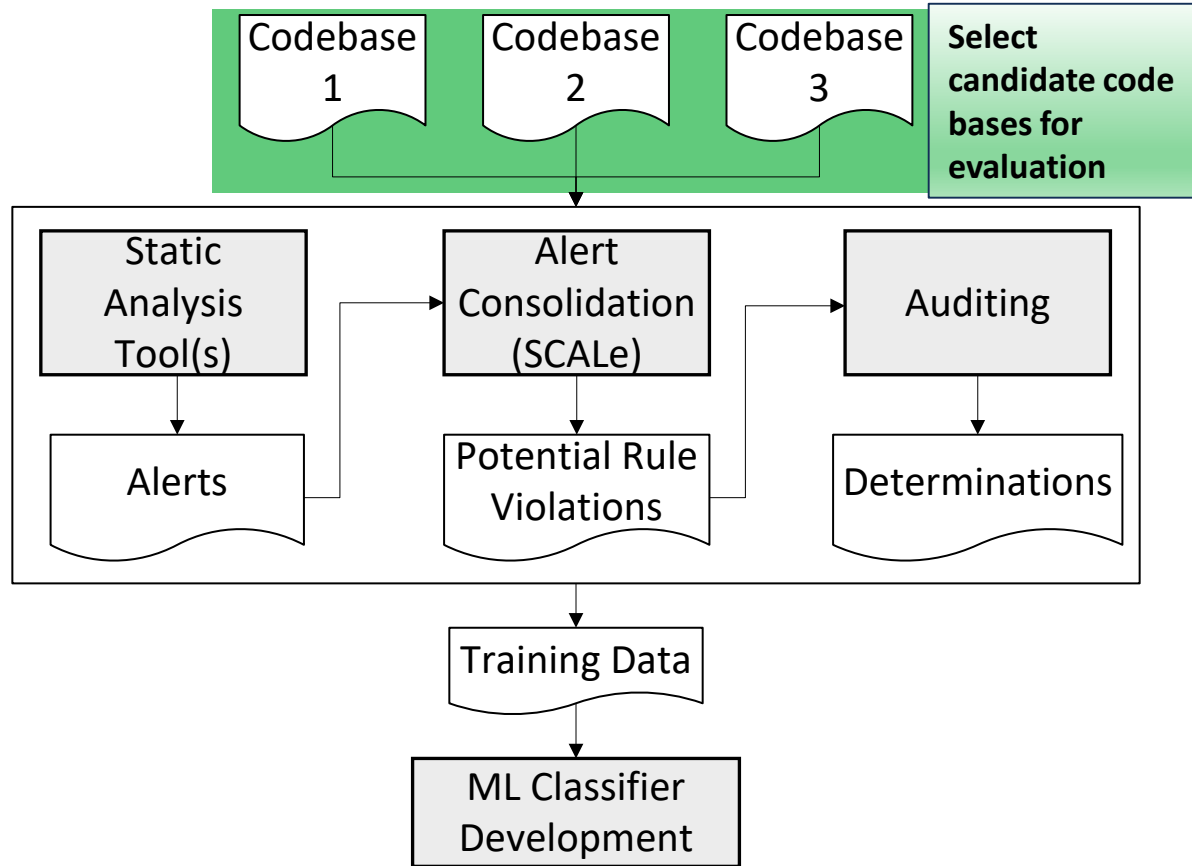 Codebase
1
Codebase
2
Codebase
3
Select
candidate code
bases for
evaluation
Static
Analysis
Tool(s)
Alert
Consolidation
(SCALe)
Auditing
Alerts
Potential Rule
Violations
Determinations
Training Data
ML Classifier
Development